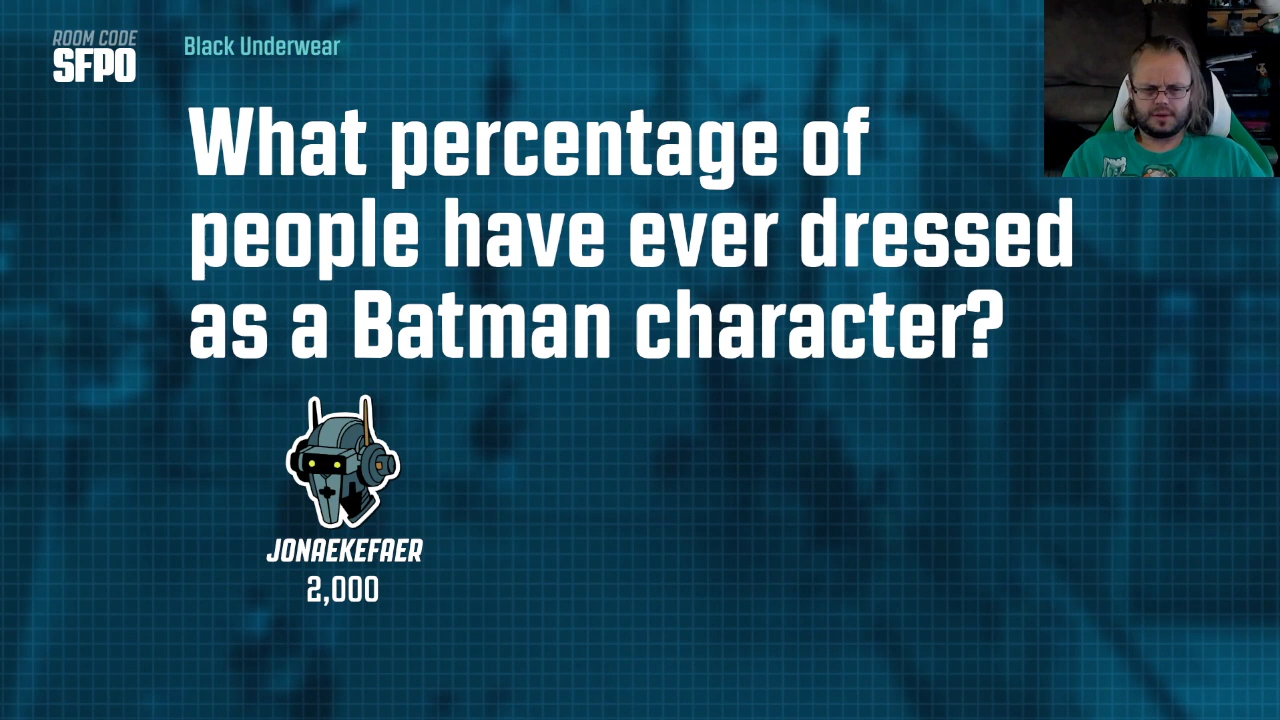 ROOM CODE
SFPO
Black Underwear
What percentage of
people have ever dressed
as a Batman character?
JONAEKEFAER
2,000